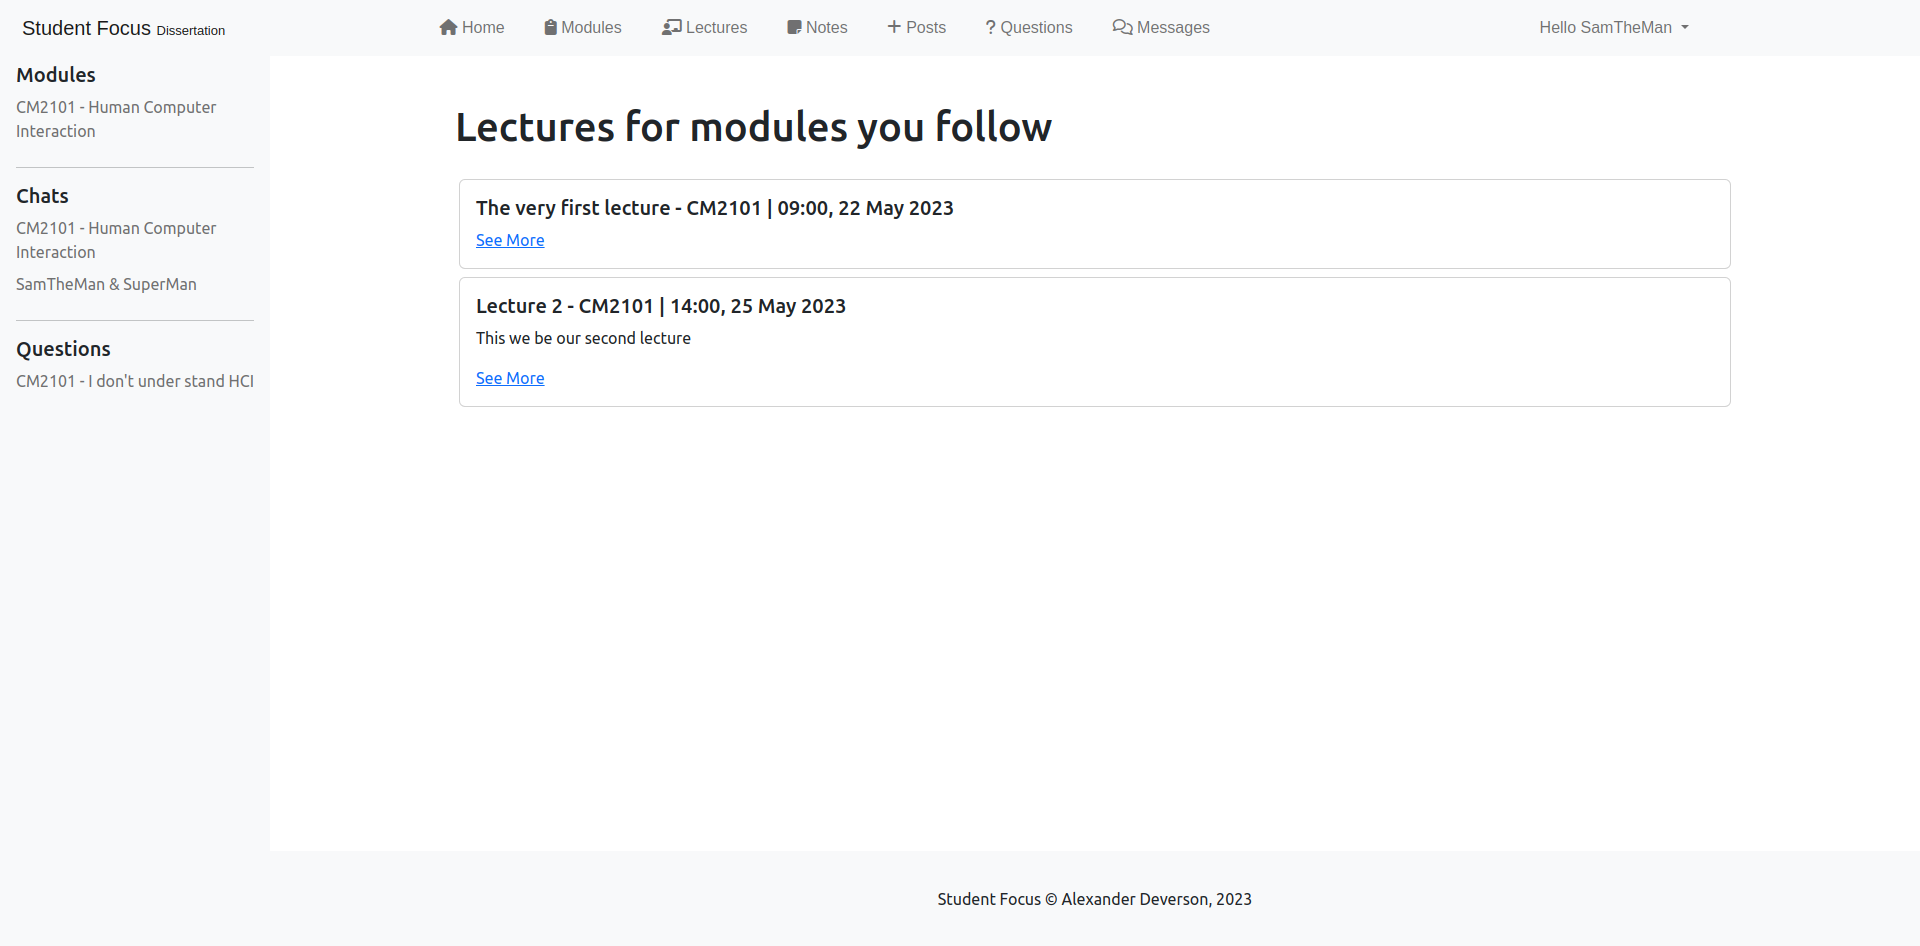 Student Focus Dissertation
Home Modules Lectures Notes Posts Questions Messages
Hello SamTheMan
Modules
CM2101 - Human Computer
Interaction
Chats
CM2101 - Human Computer
Interaction
SamTheMan & SuperMan
Questions
CM2101 - I don't under stand HCI
Lectures for modules you follow
The very first lecture - CM2101 | 09:00, 22 May 2023
See More
Lecture 2 - CM2101 | 14:00, 25 May 2023
This we be our second lecture
See More
Student Focus © Alexander Deverson, 2023